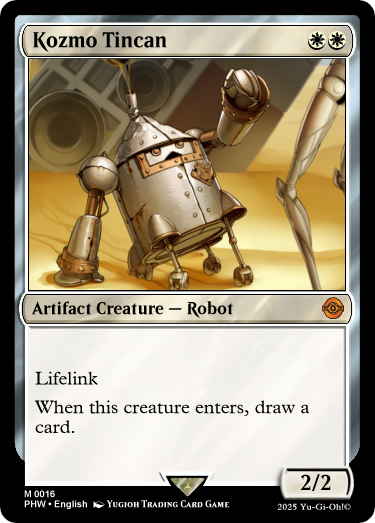 Kozmo Tincan
Artifact Creature — Robot
Lifelink
When this creature enters, draw a
card.
2/2
M 0016
PHW • English Yugioh Trading Card Game
2025 Yu-Gi-Oh!©